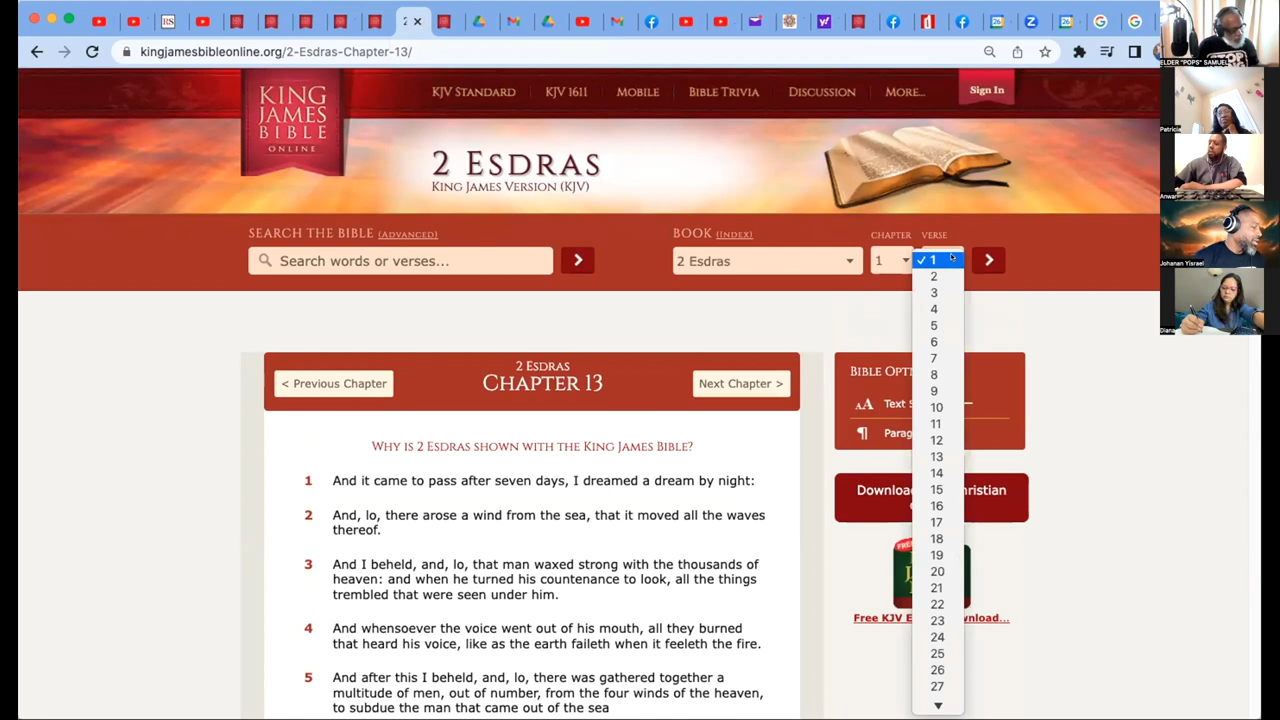 kingjamesbibleonline.org/2-Esdras-Chapter-13/
KING
JAMES
BIBLE
ONLINE
KJV STANDARD
KJV 1611
MOBILE
BIBLE TRIVIA
DISCUSSION
MORE...
Sign In
2 ESDRAS
KING JAMES VERSION (KJV)
SEARCH THE BIBLE (ADVANCED)
Search words or verses...
BOOK (INDEX)
2 Esdras
CHAPTER
1
VERSE
✓ 1
2
3
4
5
6
7
8
9
10
11
12
13
14
15
16
17
18
19
20
21
22
23
24
25
26
27
< Previous Chapter
2 ESDRAS
CHAPTER 13
Next Chapter >
WHY IS 2 ESDRAS SHOWN WITH THE KING JAMES BIBLE?
1 And it came to pass after seven days, I dreamed a dream by night:
2 And, lo, there arose a wind from the sea, that it moved all the waves
thereof.
3 And I beheld, and, lo, that man waxed strong with the thousands of
heaven: and when he turned his countenance to look, all the things
trembled that were seen under him.
4 And whensoever the voice went out of his mouth, all they burned
that heard his voice, like as the earth faileth when it feeleth the fire.
5 And after this I beheld, and, lo, there was gathered together a
multitude of men, out of number, from the four winds of the heaven,
to subdue the man that came out of the sea
BIBLE OPT
AA Text S
¶ Parag
Download
ristian
FREE
Free KJV E
wnload...
ELDER "POPS" SAMUEL
Patricia
Anwar
Johanan Yisrael
Diana